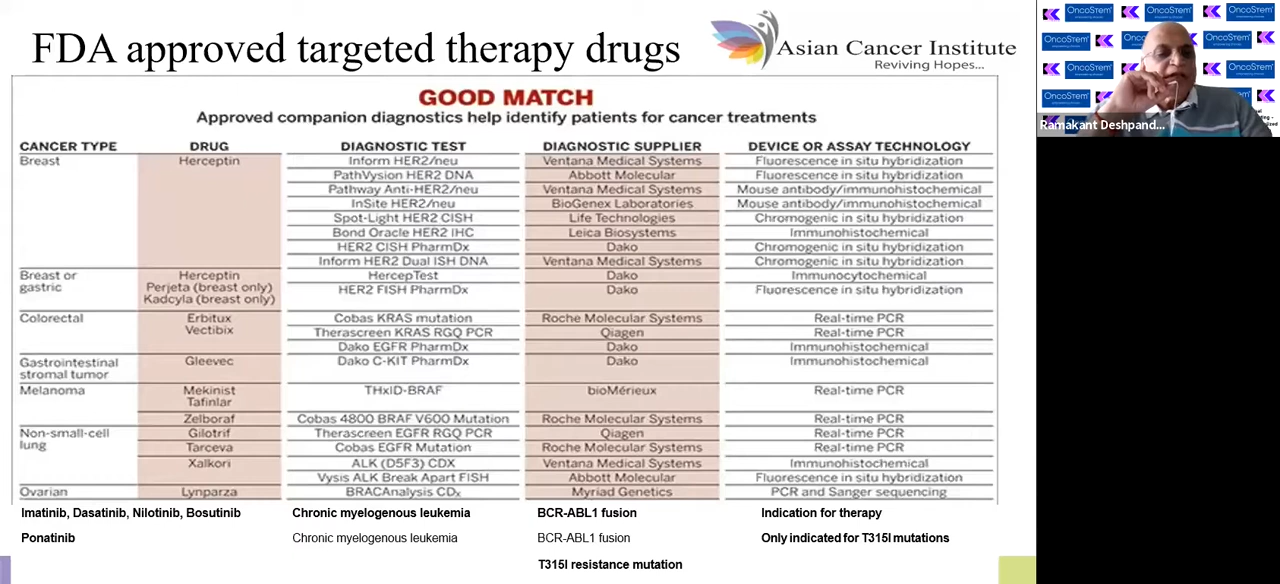 FDA approved targeted therapy drugs
Asian Cancer Institute
Reviving Hopes...
GOOD MATCH
Approved companion diagnostics help identify patients for cancer treatments
CANCER TYPE DRUG DIAGNOSTIC TEST DIAGNOSTIC SUPPLIER DEVICE OR ASSAY TECHNOLOGY
Breast Herceptin Inform HER2/neu Ventana Medical Systems Fluorescence in situ hybridization
PathVysion HER2 DNA Abbott Molecular Fluorescence in situ hybridization
Pathway Anti-HER2/neu Ventana Medical Systems Mouse antibody/immunohistochemical
InSite HER2/neu BioGenex Laboratories Mouse antibody/immunohistochemical
Spot-Light HER2 CISH Life Technologies Chromogenic in situ hybridization
Bond Oracle HER2 IHC Leica Biosystems Immunohistochemical
HER2 CISH PharmDx Dako Chromogenic in situ hybridization
Inform HER2 Dual ISH DNA Ventana Medical Systems Chromogenic in situ hybridization
Breast or Herceptin HercepTest Dako Immunocytochemical
gastric Perjeta (breast only) HER2 FISH PharmDx Dako Fluorescence in situ hybridization
Kadcyla (breast only)
Colorectal Erbitux Cobas KRAS mutation Roche Molecular Systems Real-time PCR
Vectibix Therascreen KRAS RGQ PCR Qiagen Real-time PCR
Dako EGFR PharmDx Dako Immunohistochemical
Gastrointestinal Gleevec Dako C-KIT PharmDx Dako Immunohistochemical
stromal tumor
Melanoma Mekinist THxID-BRAF bioMérieux Real-time PCR
Tafinlar
Zelboraf Cobas 4800 BRAF V600 Mutation Roche Molecular Systems Real-time PCR
Non-small-cell Gilotrif Therascreen EGFR RGQ PCR Qiagen Real-time PCR
lung Tarceva Cobas EGFR Mutation Roche Molecular Systems Real-time PCR
Xalkori ALK (D5F3) CDX Ventana Medical Systems Immunohistochemical
Vysis ALK Break Apart FISH Abbott Molecular Fluorescence in situ hybridization
Ovarian Lynparza BRACAnalysis CDx Myriad Genetics PCR and Sanger sequencing
Imatinib, Dasatinib, Nilotinib, Bosutinib Chronic myelogenous leukemia BCR-ABL1 fusion Indication for therapy
Ponatinib Chronic myelogenous leukemia BCR-ABL1 fusion Only indicated for T315I mutations
T315I resistance mutation
OncoStem OncoStem OncoStem
OncoStem OncoStem
OncoStem OncoStem
OncoStem OncoStem
Ramakant Deshpand...